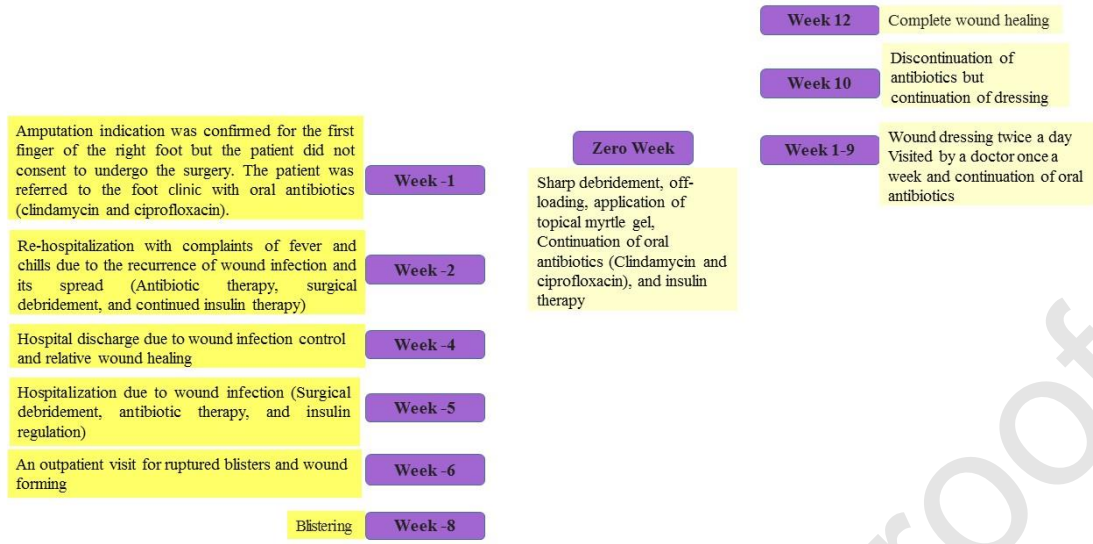 Week 12
Complete wound healing
Week 10
Discontinuation of
antibiotics but
continuation of dressing
Week 1-9
Wound dressing twice a day
Visited by a doctor once a
week and continuation of oral
antibiotics
Zero Week
Sharp debridement, off-
loading, application of
topical myrtle gel,
Continuation of oral
antibiotics (Clindamycin and
ciprofloxacin), and insulin
therapy
Amputation indication was confirmed for the first
finger of the right foot but the patient did not
consent to undergo the surgery. The patient was
referred to the foot clinic with oral antibiotics
(clindamycin and ciprofloxacin).
Week -1
Re-hospitalization with complaints of fever and
chills due to the recurrence of wound infection and
its spread (Antibiotic therapy, surgical
debridement, and continued insulin therapy)
Week -2
Hospital discharge due to wound infection control
and relative wound healing
Week -4
Hospitalization due to wound infection (Surgical
debridement, antibiotic therapy, and insulin
regulation)
Week -5
An outpatient visit for ruptured blisters and wound
forming
Week -6
Blistering
Week -8
roof